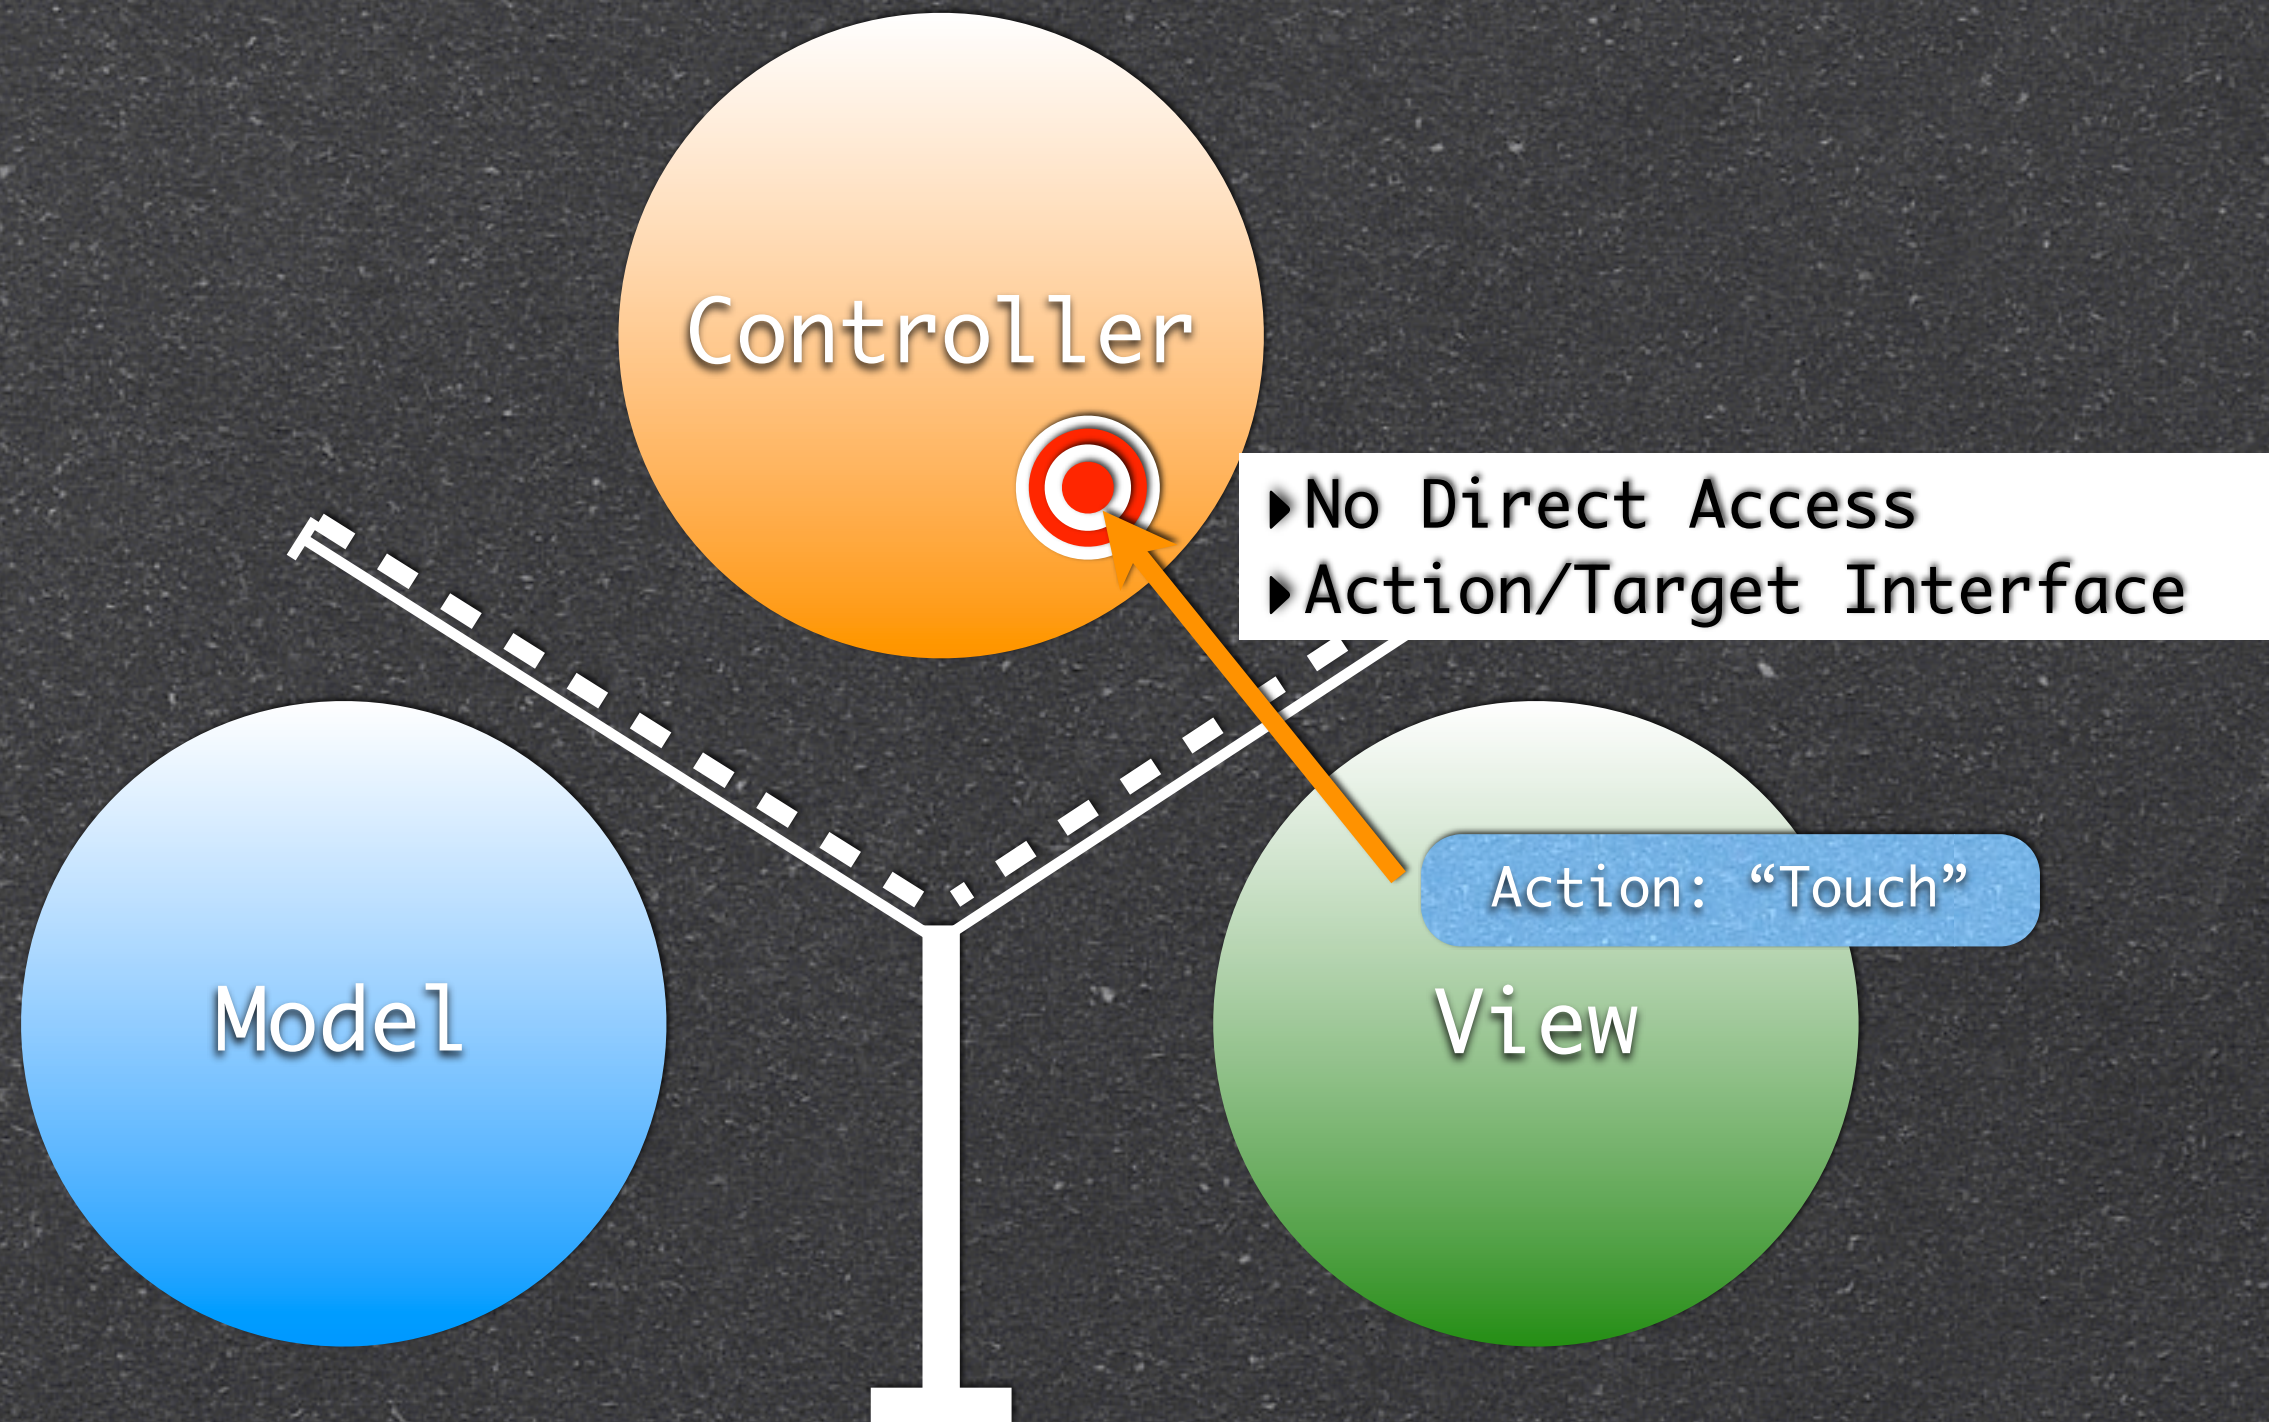 Controller
▸No Direct Access
▸Action/Target Interface
Action: “Touch”
Model
View